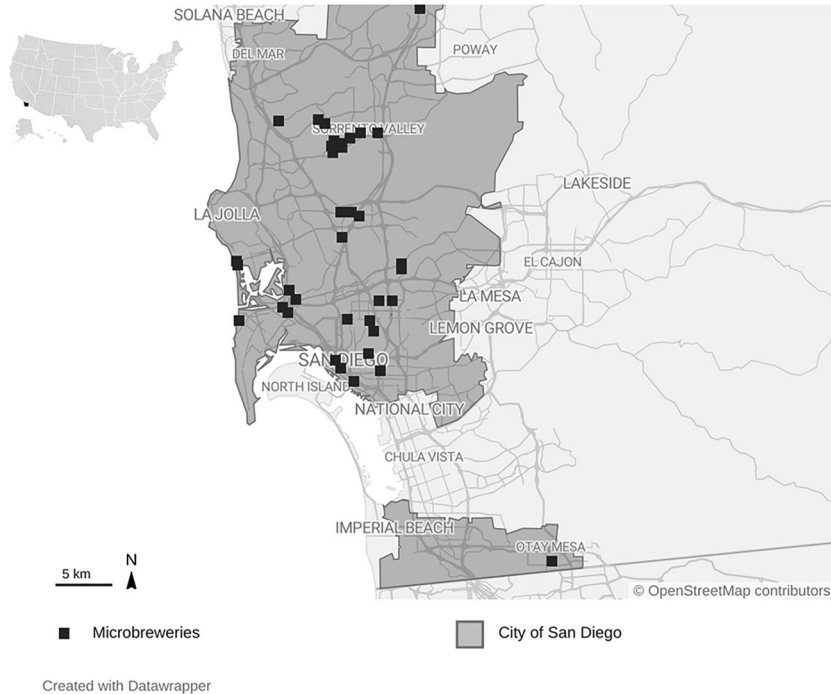 SOLANA BEACH
DEL MAR
POWAY
SORRENTO VALLEY
LAKESIDE
LA JOLLA
EL CAJON
LA MESA
LEMON GROVE
SAN DIEGO
NORTH ISLAND
NATIONAL CITY
CHULA VISTA
IMPERIAL BEACH
OTAY MESA
5 km
N
© OpenStreetMap contributors
Microbreweries
City of San Diego
Created with Datawrapper